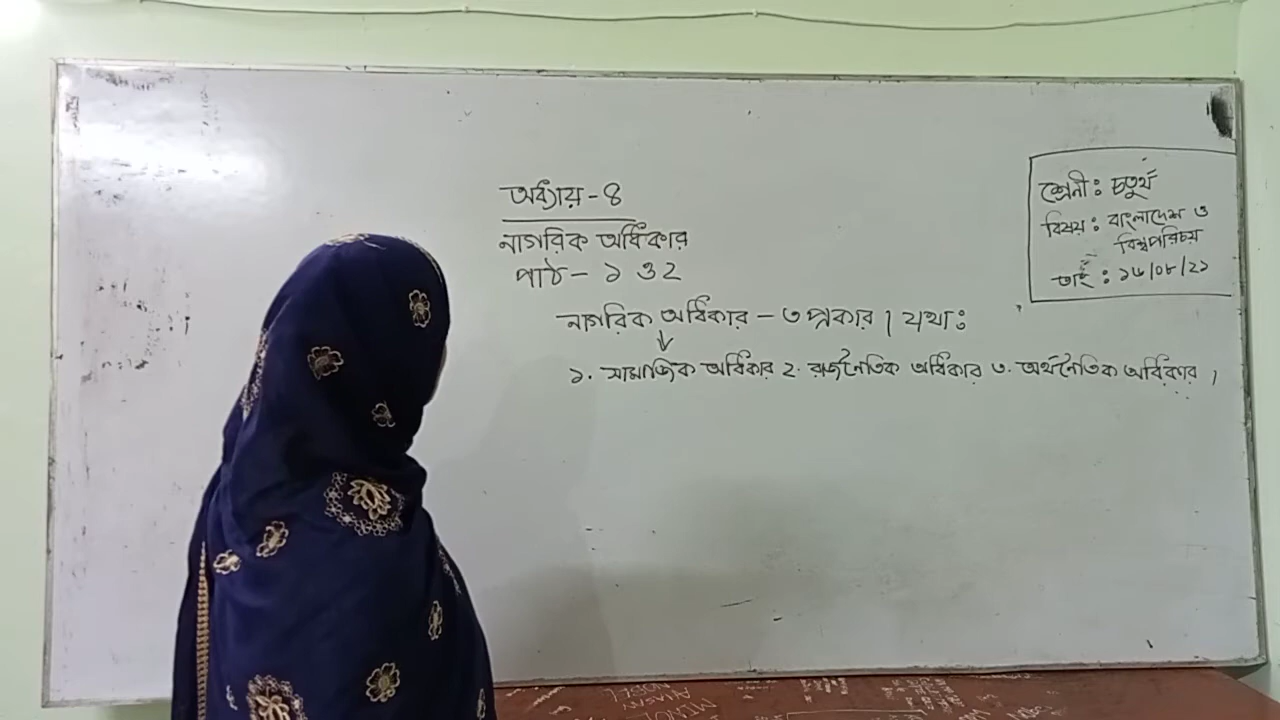 অধ্যায় - ৪
নাগরিক অধিকার
পাঠ - ১ ও ২
নাগরিক অধিকার - ৩ প্রকার। যথাঃ
১. সামাজিক অধিকার ২. রাজনৈতিক অধিকার ৩. অর্থনৈতিক অধিকার।
শ্রেনীঃ চতুর্থ
বিষয়ঃ বাংলাদেশ ও
বিশ্বপরিচয়
তাংঃ ১৬/০৮/২১